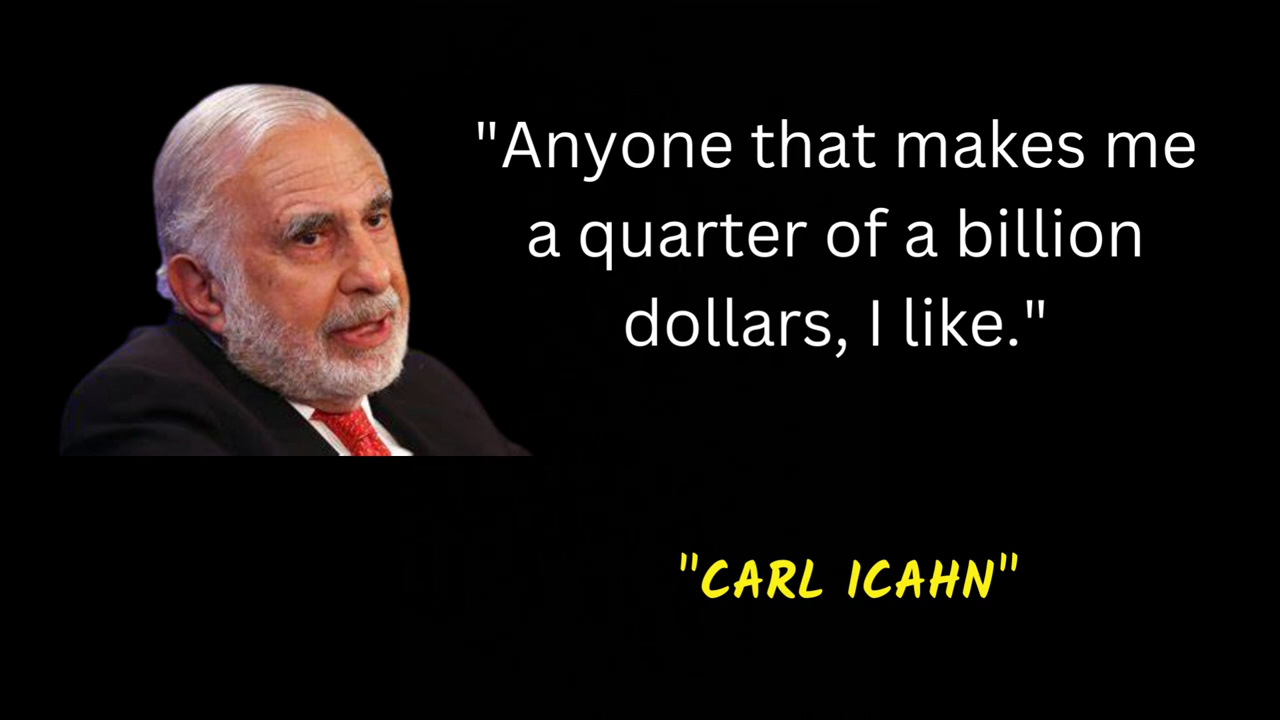 "Anyone that makes me
a quarter of a billion
dollars, I like."
"CARL ICAHN"